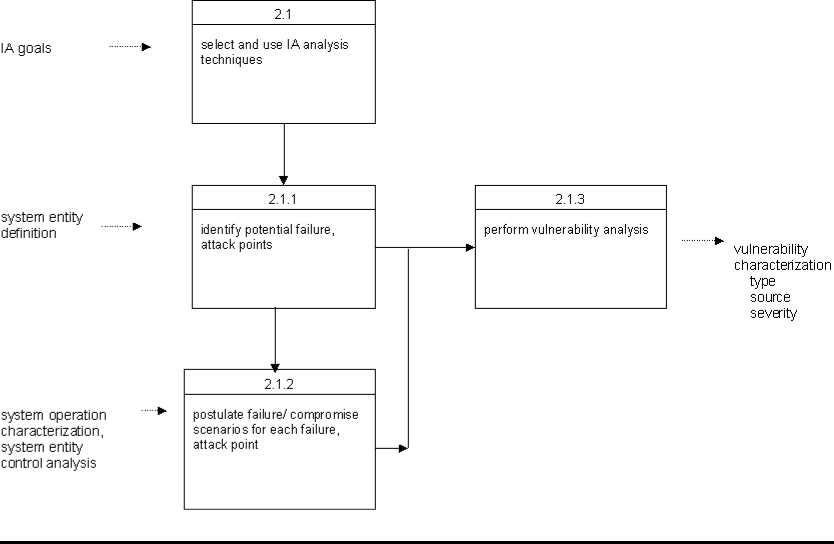 2.1
IA goals
select and use IA analysis
techniques
2.1.1
system entity
definition
identify potential failure,
attack points
2.1.3
perform vulnerability analysis
vulnerability
characterization
type
source
severity
2.1.2
system operation
characterization,
system entity
control analysis
postulate failure/ compromise
scenarios for each failure,
attack point